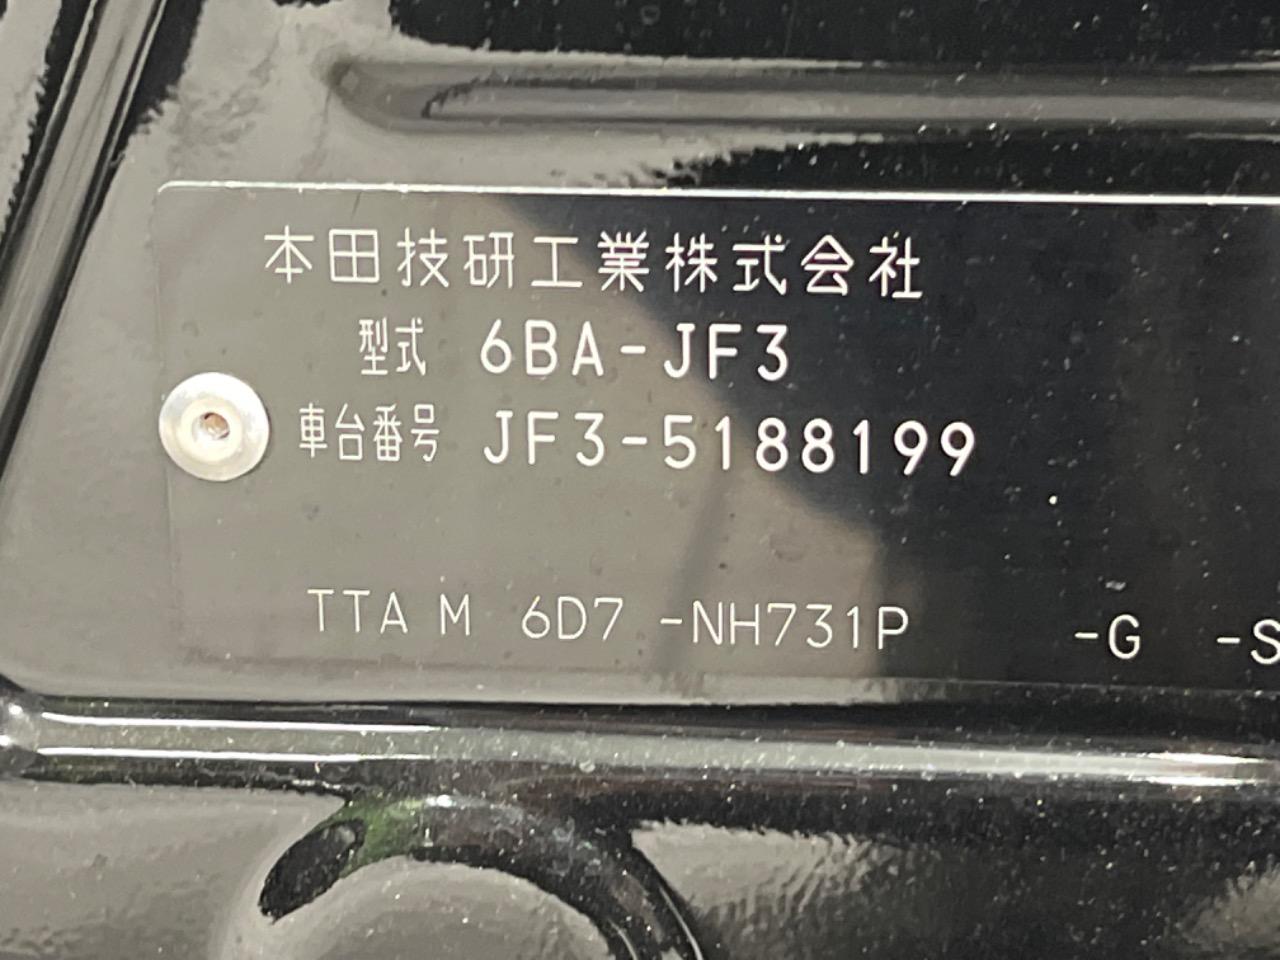 本田技研工業株式会社
型式 6BA-JF3
車台番号 JF3-5188199
TTA M 6D7 -NH731P -G -S